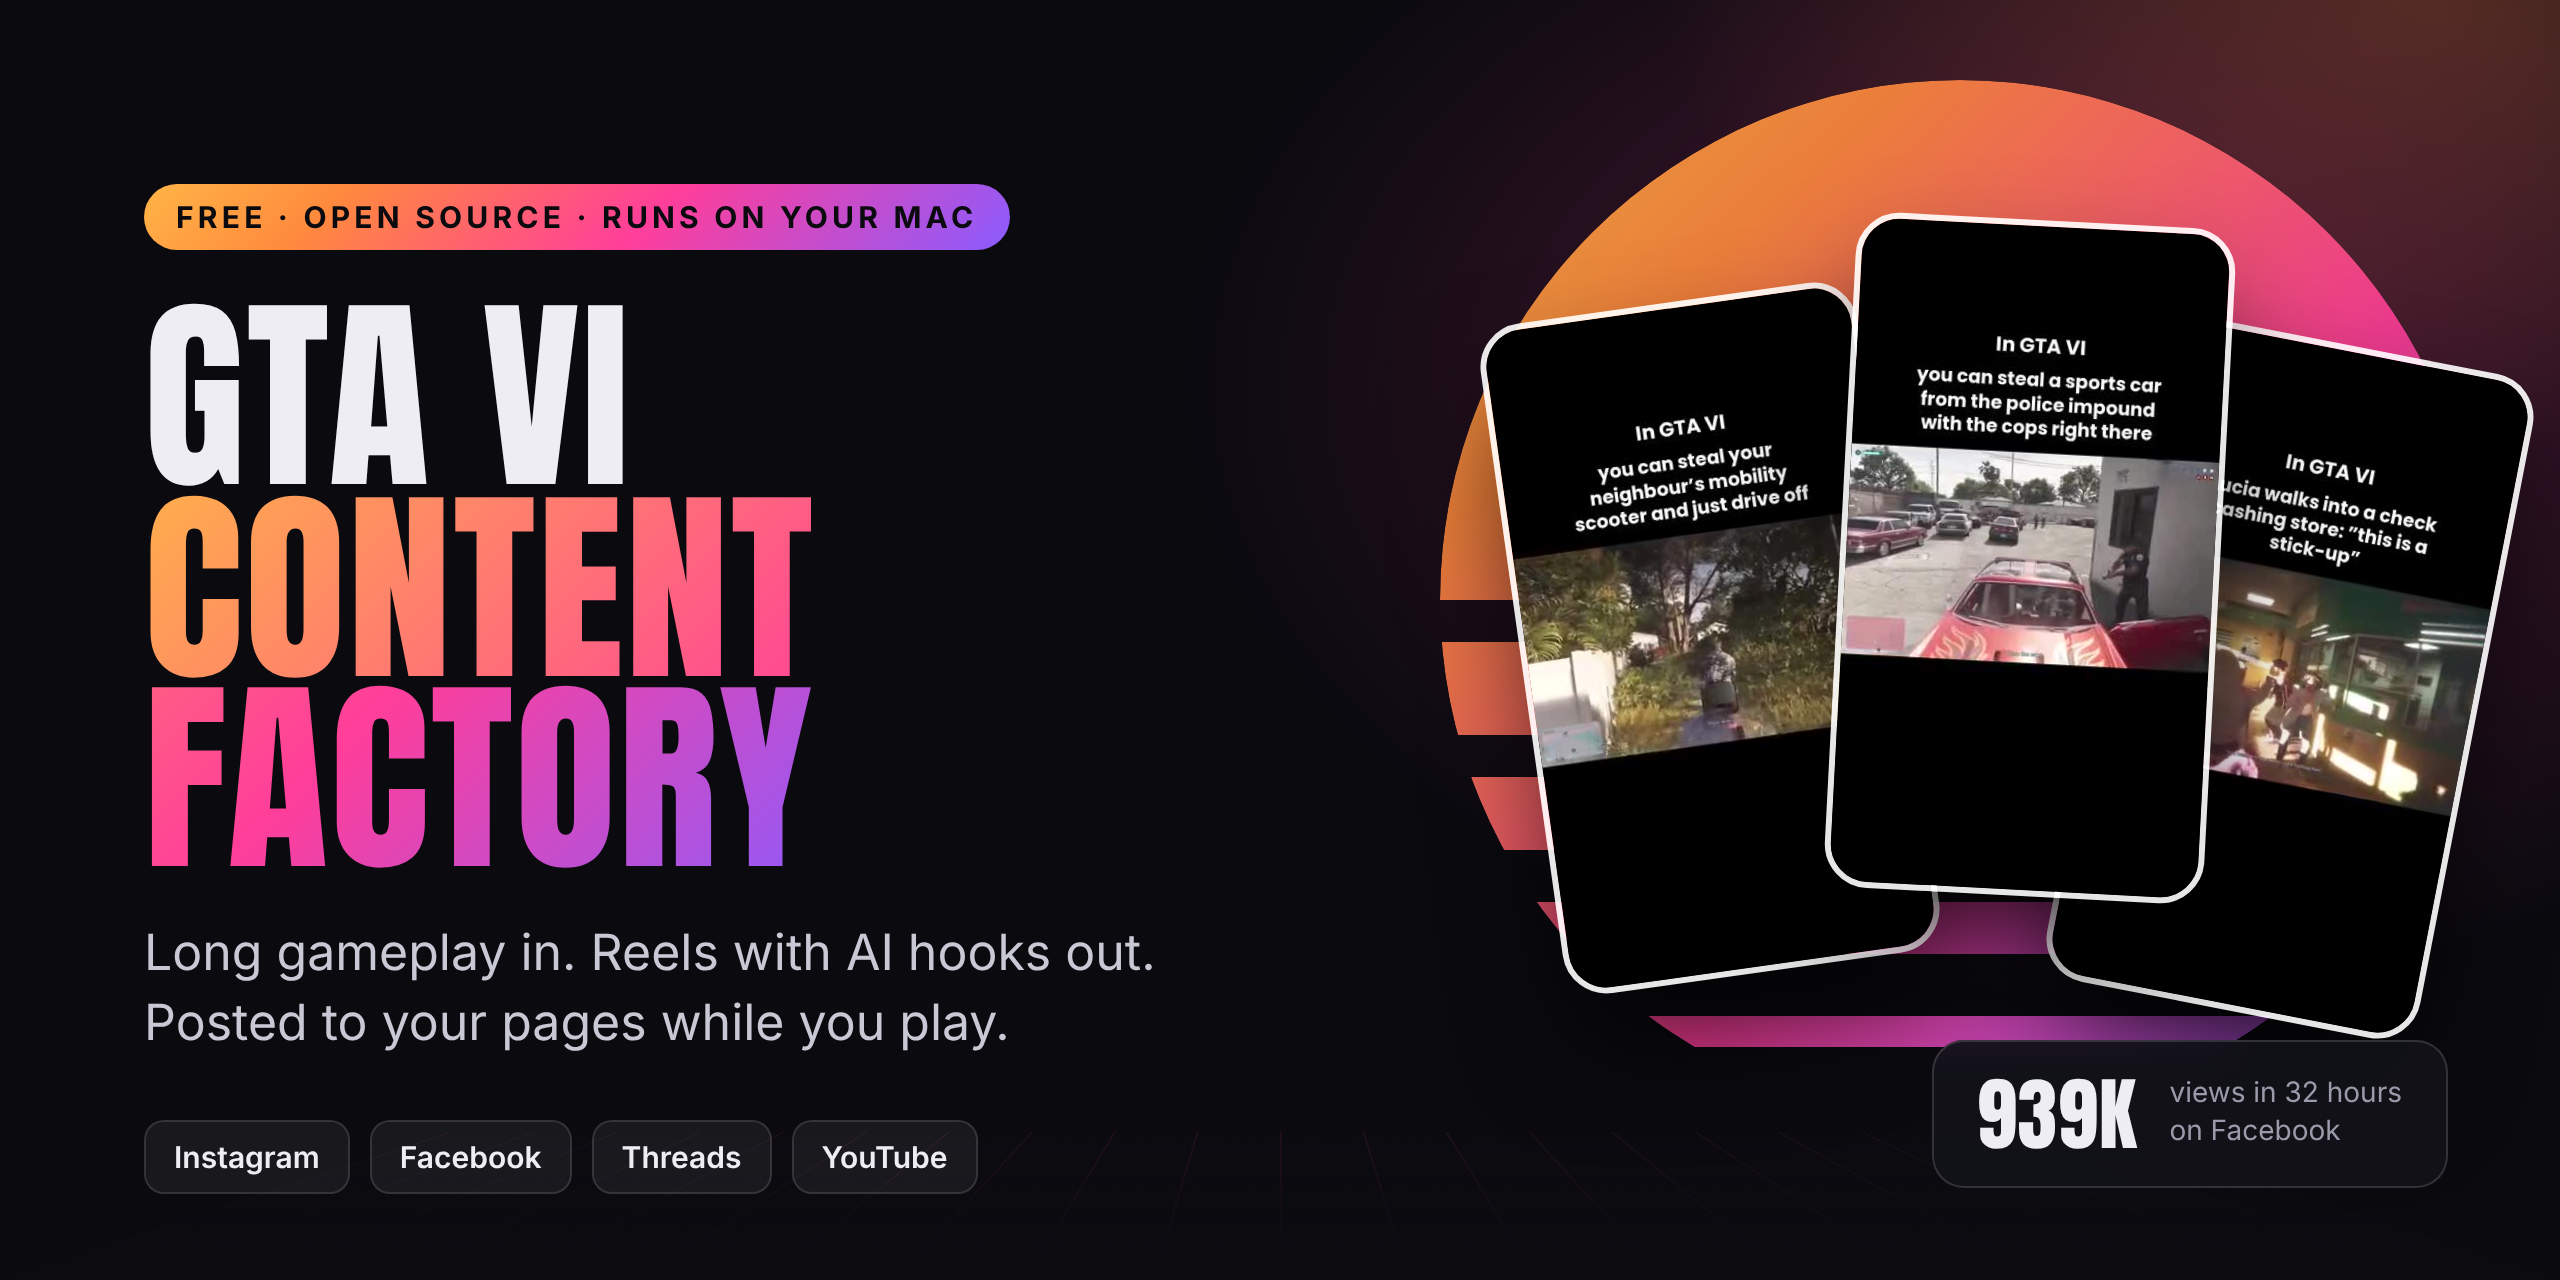 FREE · OPEN SOURCE · RUNS ON YOUR MAC
GTA VI
CONTENT
FACTORY
Long gameplay in. Reels with AI hooks out.
Posted to your pages while you play.
Instagram
Facebook
Threads
YouTube
In GTA VI
you can steal your
neighbour’s mobility
scooter and just drive off
In GTA VI
you can steal a sports car
from the police impound
with the cops right there
In GTA VI
ucia walks into a check
ashing store: ”this is a
stick-up”
939K
views in 32 hours
on Facebook